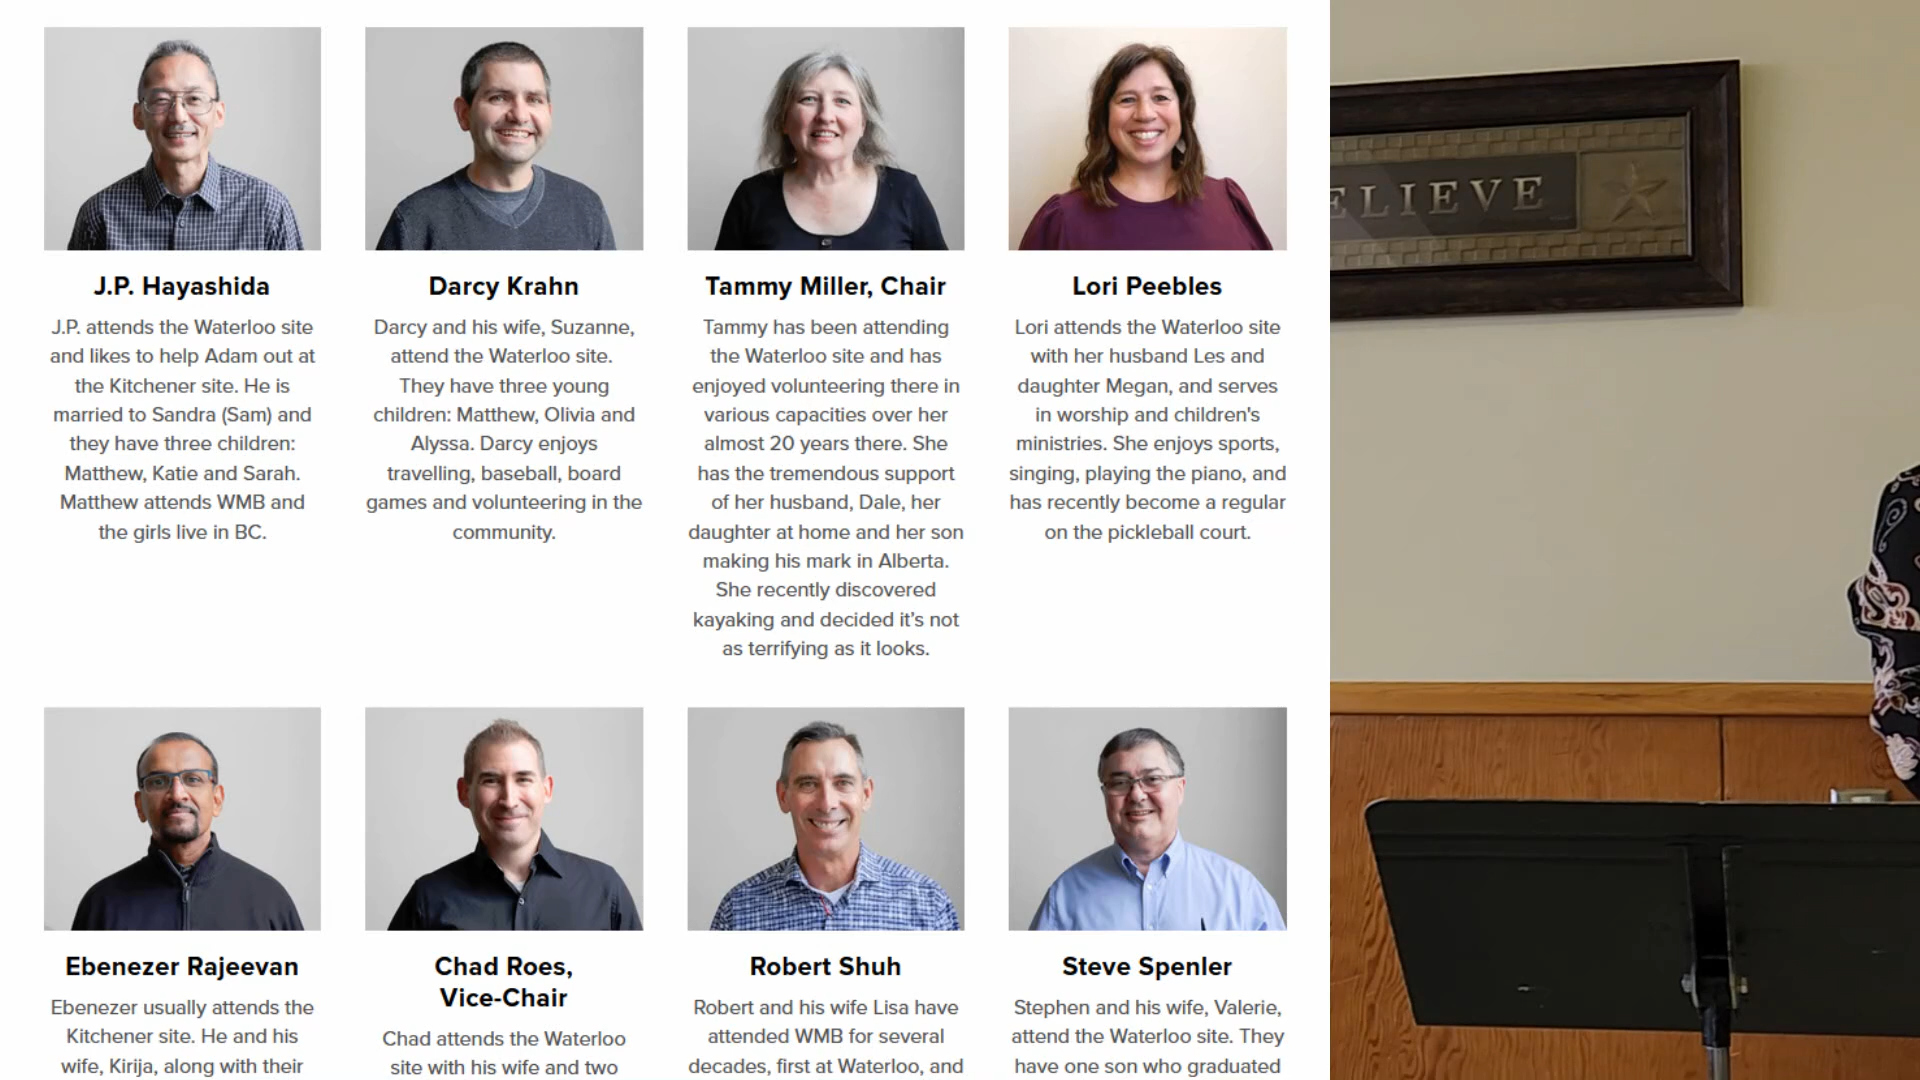 J.P. Hayashida
J.P. attends the Waterloo site
and likes to help Adam out at
the Kitchener site. He is
married to Sandra (Sam) and
they have three children:
Matthew, Katie and Sarah.
Matthew attends WMB and
the girls live in BC.
Darcy Krahn
Darcy and his wife, Suzanne,
attend the Waterloo site.
They have three young
children: Matthew, Olivia and
Alyssa. Darcy enjoys
travelling, baseball, board
games and volunteering in the
community.
Tammy Miller, Chair
Tammy has been attending
the Waterloo site and has
enjoyed volunteering there in
various capacities over her
almost 20 years there. She
has the tremendous support
of her husband, Dale, her
daughter at home and her son
making his mark in Alberta.
She recently discovered
kayaking and decided it’s not
as terrifying as it looks.
Lori Peebles
Lori attends the Waterloo site
with her husband Les and
daughter Megan, and serves
in worship and children's
ministries. She enjoys sports,
singing, playing the piano, and
has recently become a regular
on the pickleball court.
ELIEVE
Ebenezer Rajeevan
Ebenezer usually attends the
Kitchener site. He and his
wife, Kirija, along with their
Chad Roes,
Vice-Chair
Chad attends the Waterloo
site with his wife and two
Robert Shuh
Robert and his wife Lisa have
attended WMB for several
decades, first at Waterloo, and
Steve Spenler
Stephen and his wife, Valerie,
attend the Waterloo site. They
have one son who graduated